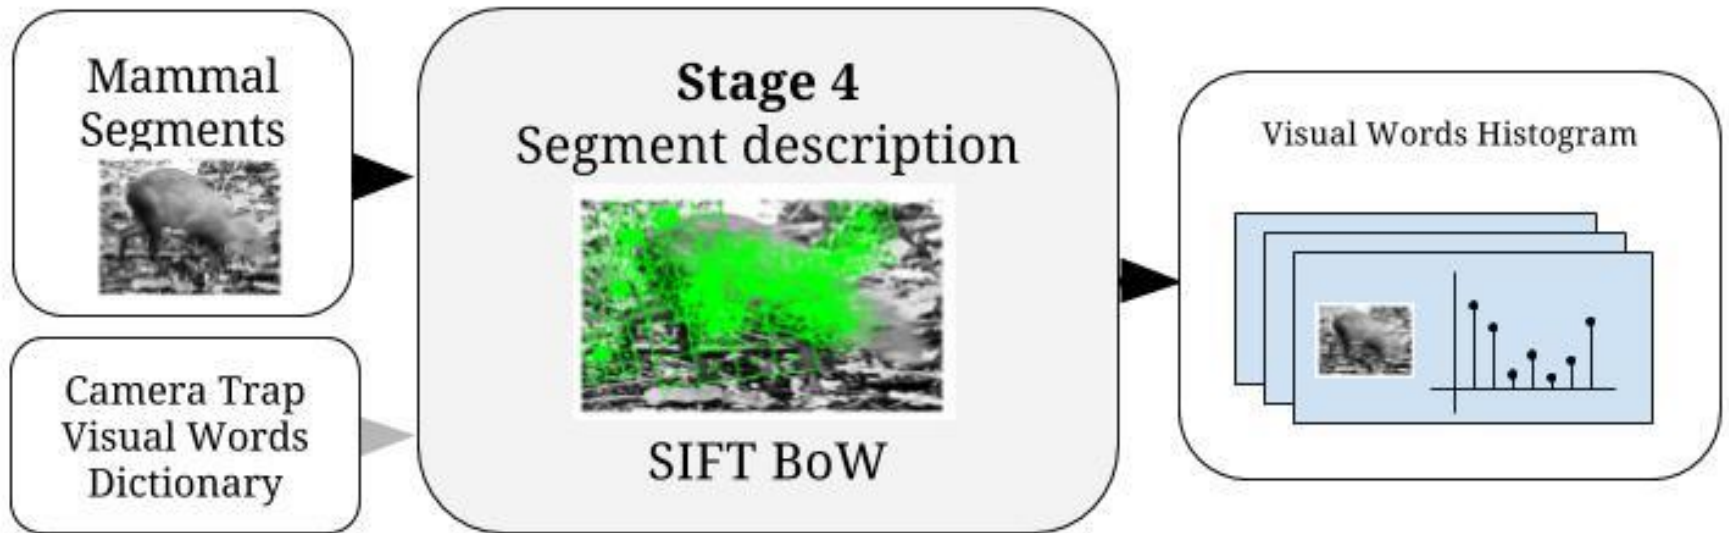 Mammal
Segments
Camera Trap
Visual Words
Dictionary
Stage 4
Segment description
SIFT BoW
Visual Words Histogram